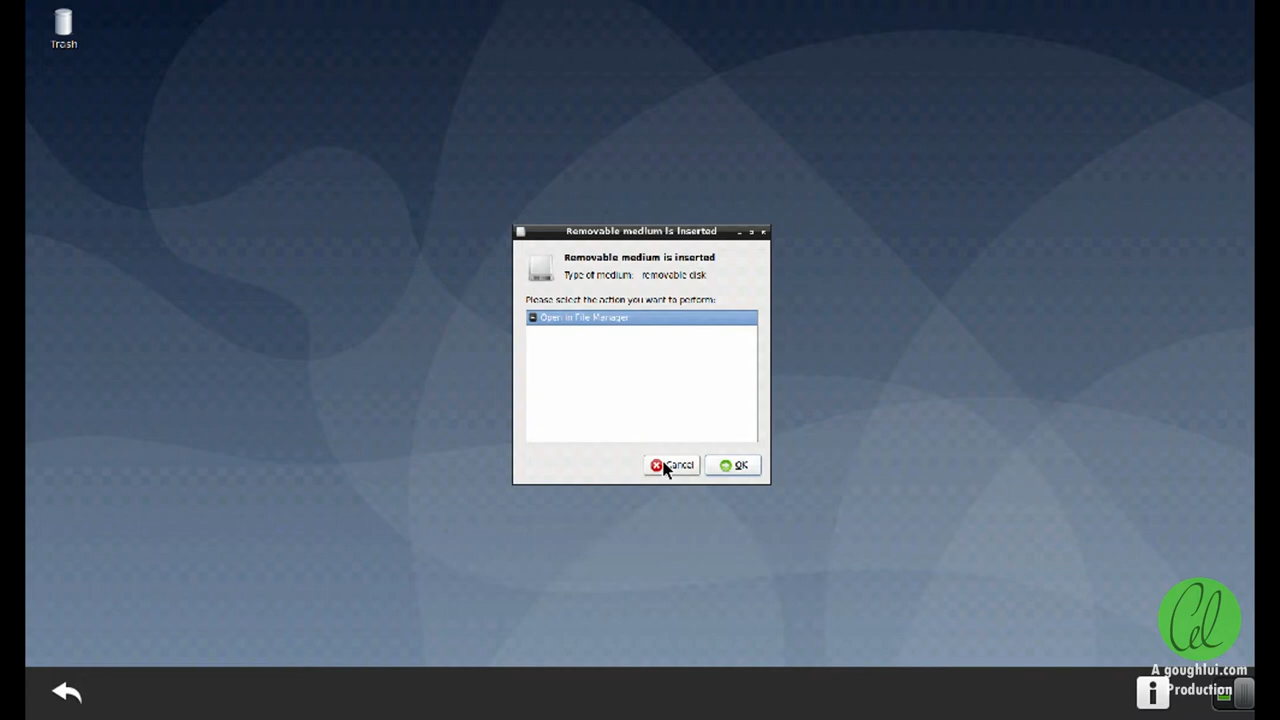 Trash
Removable medium is inserted
Removable medium is inserted
Type of medium: removable disk
Please select the action you want to perform:
Open in File Manager
Cancel
OK
Cel
A goughlui.com
Production